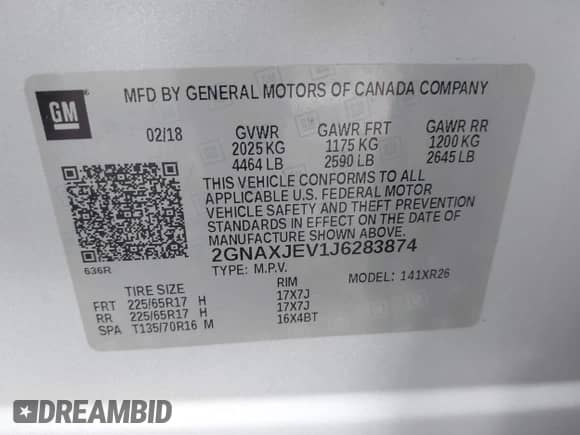 GM
MFD BY GENERAL MOTORS OF CANADA COMPANY
02/18 GVWR GAWR FRT GAWR RR
2025 KG 1175 KG 1200 KG
4464 LB 2590 LB 2645 LB
THIS VEHICLE CONFORMS TO ALL
APPLICABLE U.S. FEDERAL MOTOR
VEHICLE SAFETY AND THEFT PREVENTION
STANDARDS IN EFFECT ON THE DATE OF
MANUFACTURE SHOWN ABOVE.
2GNAXJEV1J6283874
636R
TYPE: M.P.V. MODEL: 141XR26
TIRE SIZE RIM
FRT 225/65R17 H 17X7J
RR 225/65R17 H 17X7J
SPA T135/70R16 M 16X4BT
DREAMBID